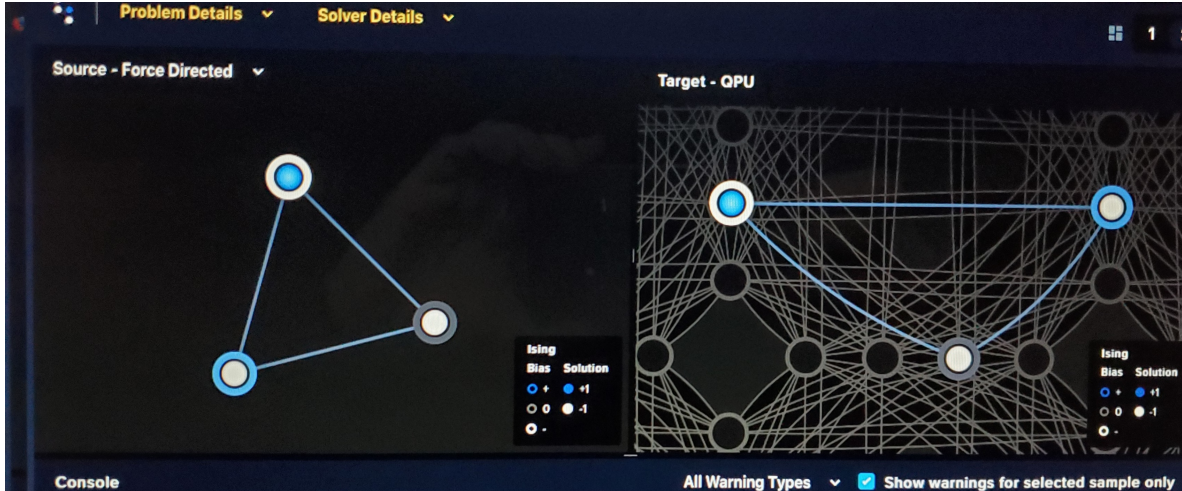 Problem Details
Solver Details
1
Source - Force Directed
Target - QPU
Ising
Bias Solution
+ +1
0 -1
-
Ising
Bias Solution
+ +1
0 -1
-
Console
All Warning Types
Show warnings for selected sample only